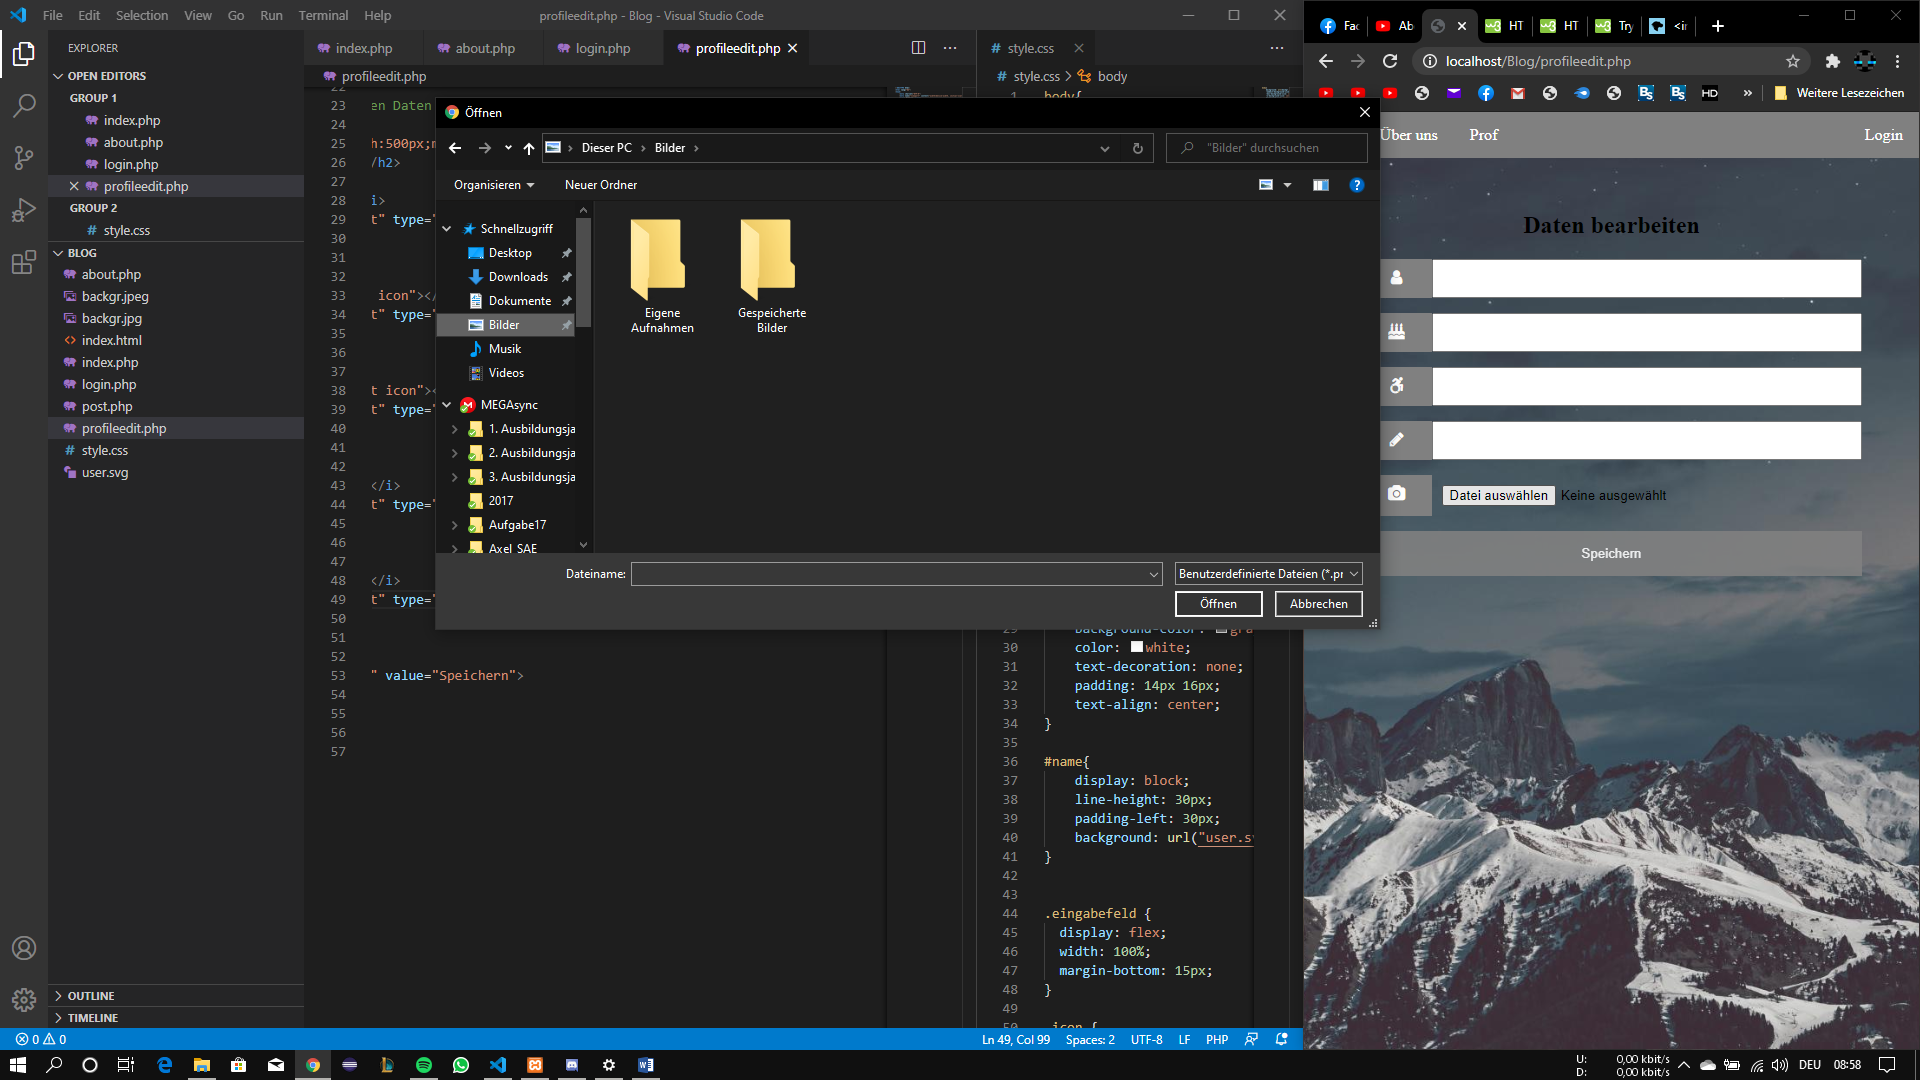 File Edit Selection View Go Run Terminal Help
profileedit.php - Blog - Visual Studio Code
EXPLORER
OPEN EDITORS
GROUP 1
index.php
about.php
login.php
profileedit.php
GROUP 2
style.css
BLOG
about.php
backgr.jpeg
backgr.jpg
index.html
index.php
login.php
post.php
profileedit.php
style.css
user.svg
OUTLINE
TIMELINE
index.php about.php login.php profileedit.php
profileedit.php
22
23 en Daten
24
25 h:500px;m
26 /h2>
27
28 i>
29 t" type="
30
31
32
33 icon"></
34 t" type="
35
36
37
38 t icon"><
39 t" type="
40
41
42
43 </i>
44 t" type="
45
46
47
48 </i>
49 t" type="
50
51
52
53 " value="Speichern">
54
55
56
57
style.css
style.css > body
1 body{
29 background-color: gra
30 color: white;
31 text-decoration: none;
32 padding: 14px 16px;
33 text-align: center;
34 }
35
36 #name{
37 display: block;
38 line-height: 30px;
39 padding-left: 30px;
40 background: url("user.sv
41 }
42
43
44 .eingabefeld {
45 display: flex;
46 width: 100%;
47 margin-bottom: 15px;
48 }
49
50 .icon {
Öffnen
Dieser PC Bilder
"Bilder" durchsuchen
Organisieren Neuer Ordner
Schnellzugriff
Desktop
Downloads
Dokumente
Bilder
Musik
Videos
MEGAsync
1. Ausbildungsja
2. Ausbildungsja
3. Ausbildungsja
2017
Aufgabe17
Axel_SAE
Eigene Aufnahmen
Gespeicherte Bilder
Dateiname:
Benutzerdefinierte Dateien (*.pr
Öffnen Abbrechen
Fac Ab HT HT Try <ir
localhost/Blog/profileedit.php
BS BS HD » Weitere Lesezeichen
Über uns Prof Login
Daten bearbeiten
Datei auswählen Keine ausgewählt
Speichern
0 0
Ln 49, Col 99 Spaces: 2 UTF-8 LF PHP
U: 0,00 kbit/s
D: 0,00 kbit/s
DEU 08:58